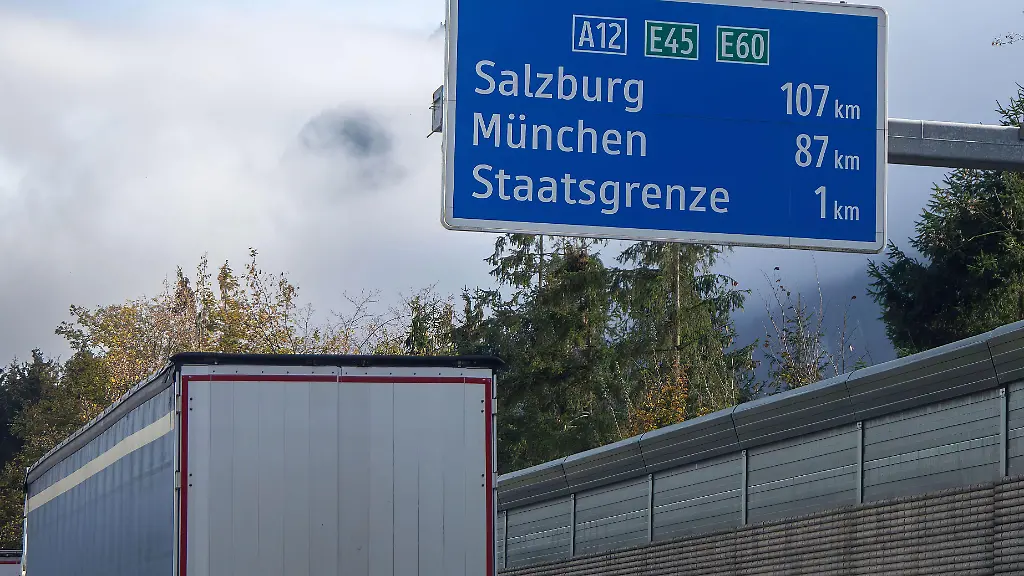 A12 E45 E60
Salzburg 107 km
München 87 km
Staatsgrenze 1 km